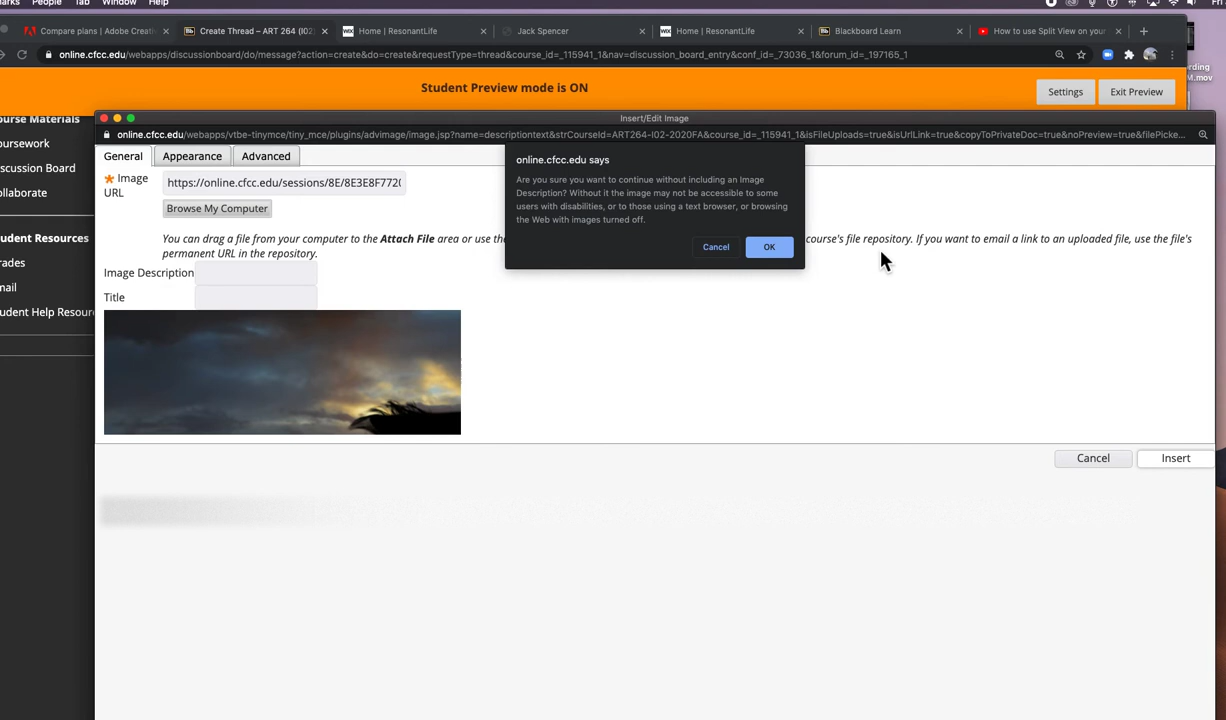 People Tab Window Help
Fri
Compare plans | Adobe Creati × Create Thread – ART 264 (I02 × Home | ResonantLife × Jack Spencer × Home | ResonantLife × Blackboard Learn × How to use Split View on your × +
online.cfcc.edu/webapps/discussionboard/do/message?action=create&do=create&requestType=thread&course_id=_115941_1&nav=discussion_board_entry&conf_id=_73036_1&forum_id=_197165_1
Student Preview mode is ON
Settings
Exit Preview
M.mov
Insert/Edit Image
online.cfcc.edu/webapps/vtbe-tinymce/tiny_mce/plugins/advimage/image.jsp?name=descriptiontext&strCourseId=ART264-I02-2020FA&course_id=_115941_1&isFileUploads=true&isUrlLink=true&copyToPrivateDoc=true&noPreview=true&filePicke...
General Appearance Advanced
online.cfcc.edu says
Are you sure you want to continue without including an Image
Description? Without it the image may not be accessible to some
users with disabilities, or to those using a text browser, or browsing
the Web with images turned off.
Cancel OK
Image
URL
https://online.cfcc.edu/sessions/8E/8E3E8F772(
Browse My Computer
You can drag a file from your computer to the Attach File area or use the
course's file repository. If you want to email a link to an uploaded file, use the file's
permanent URL in the repository.
Image Description
Title
Cancel Insert
ourse Materials
oursework
scussion Board
ollaborate
udent Resources
rades
mail
udent Help Resour